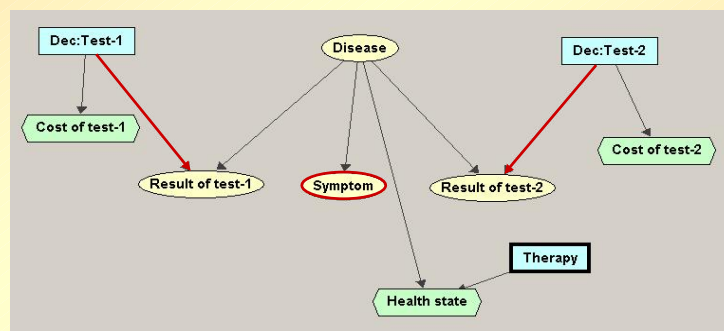 Dec:Test-1
Disease
Dec:Test-2
Cost of test-1
Cost of test-2
Result of test-1
Symptom
Result of test-2
Therapy
Health state